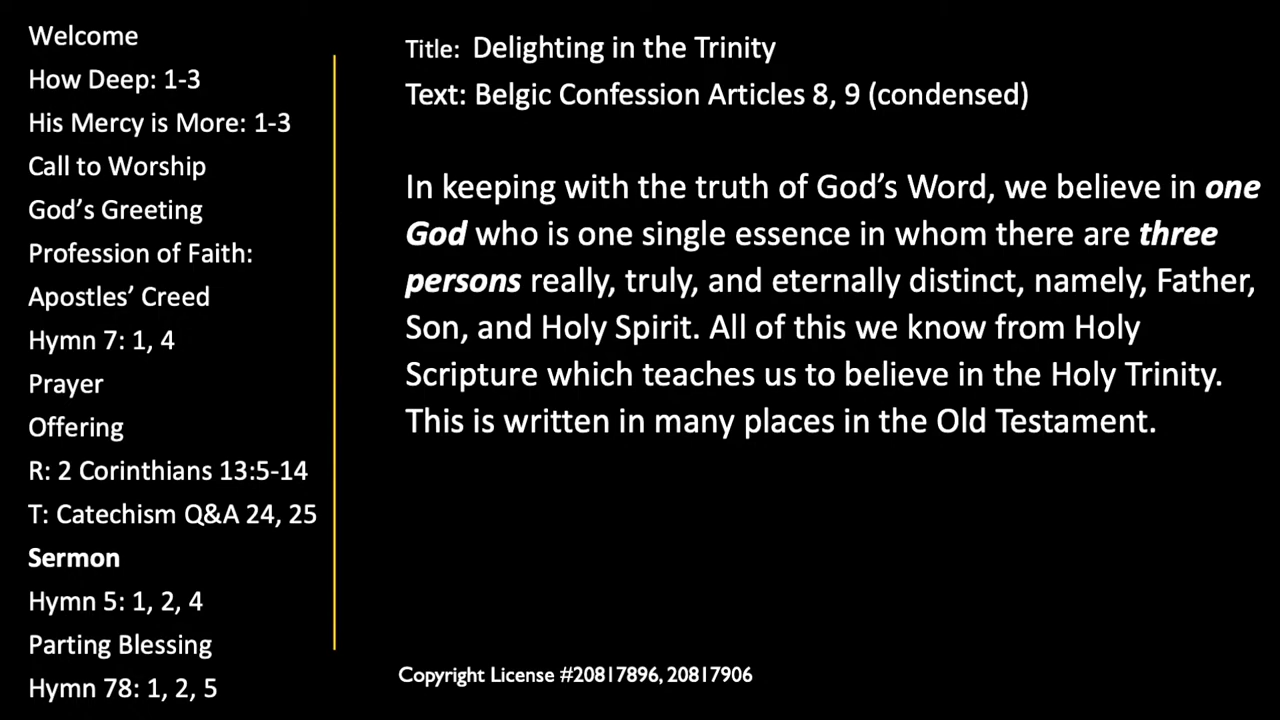 Welcome
How Deep: 1-3
His Mercy is More: 1-3
Call to Worship
God’s Greeting
Profession of Faith:
Apostles’ Creed
Hymn 7: 1, 4
Prayer
Offering
R: 2 Corinthians 13:5-14
T: Catechism Q&A 24, 25
Sermon
Hymn 5: 1, 2, 4
Parting Blessing
Hymn 78: 1, 2, 5
Title: Delighting in the Trinity
Text: Belgic Confession Articles 8, 9 (condensed)
In keeping with the truth of God’s Word, we believe in one
God who is one single essence in whom there are three
persons really, truly, and eternally distinct, namely, Father,
Son, and Holy Spirit. All of this we know from Holy
Scripture which teaches us to believe in the Holy Trinity.
This is written in many places in the Old Testament.
Copyright License #20817896, 20817906